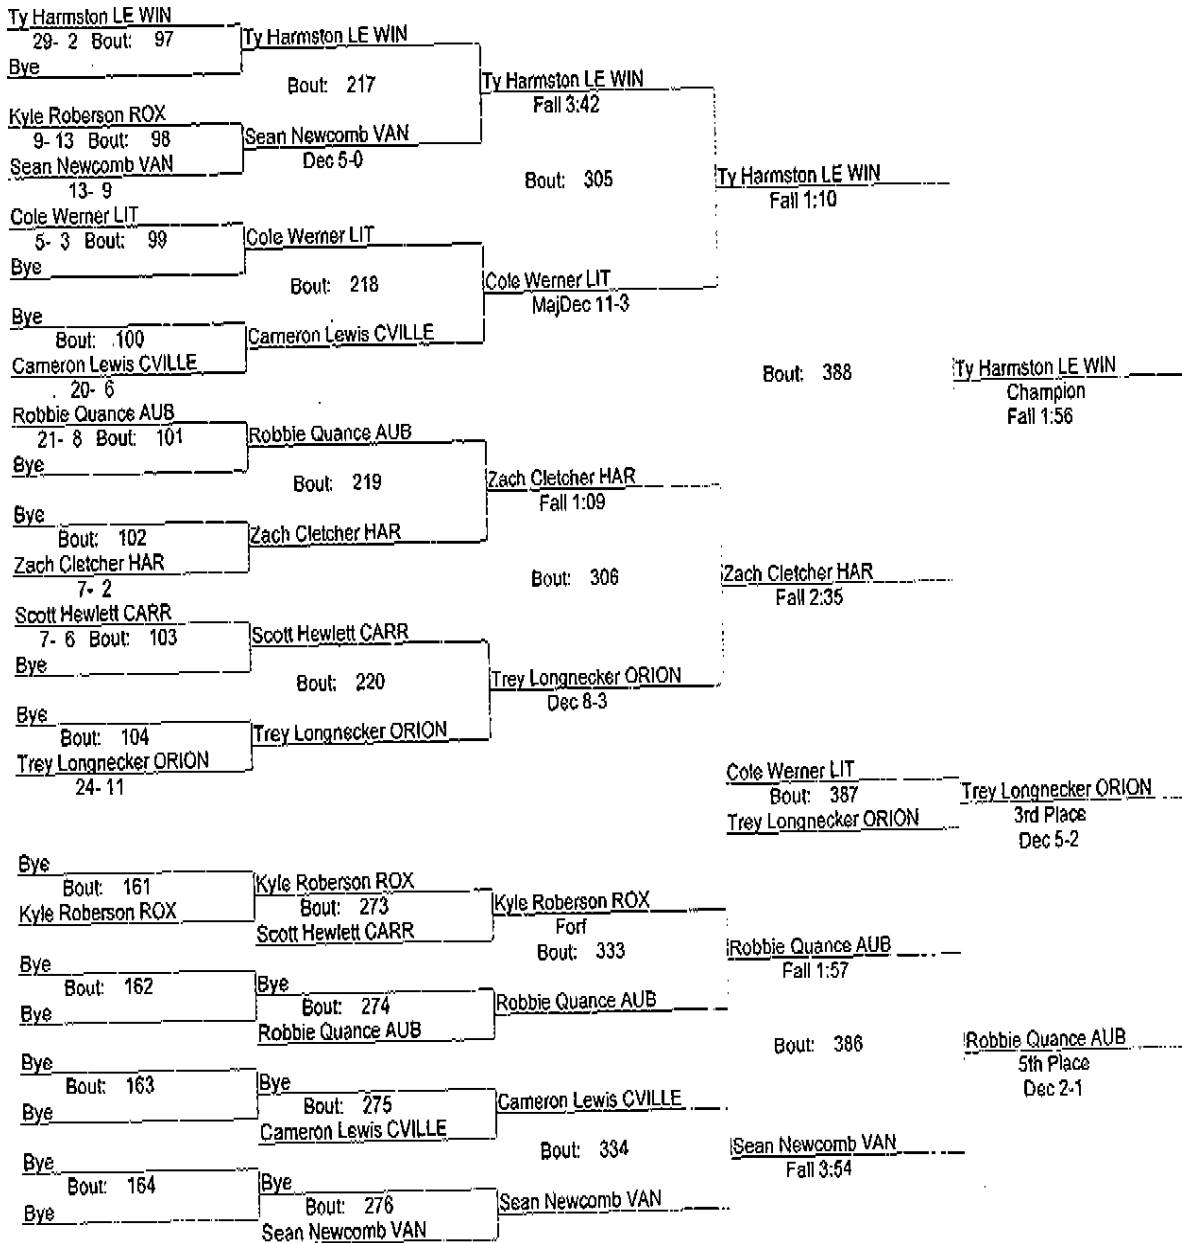 Ty Harmston LE WIN
29- 2 Bout: 97
Bye
Ty Harmston LE WIN
Bout: 217
Kyle Roberson ROX
9- 13 Bout: 98
Sean Newcomb VAN
13- 9
Sean Newcomb VAN
Dec 5-0
Ty Harmston LE WIN
Fall 3:42
Bout: 305
Cole Werner LIT
5- 3 Bout: 99
Bye
Cole Werner LIT
Bout: 218
Bye
Bout: 100
Cameron Lewis CVILLE
20- 6
Cameron Lewis CVILLE
Cole Werner LIT
MajDec 11-3
Ty Harmston LE WIN
Fall 1:10
Bout: 388
Ty Harmston LE WIN
Champion
Fall 1:56
Robbie Quance AUB
21- 8 Bout: 101
Bye
Robbie Quance AUB
Bout: 219
Bye
Bout: 102
Zach Cletcher HAR
7- 2
Zach Cletcher HAR
Zach Cletcher HAR
Fall 1:09
Bout: 306
Scott Hewlett CARR
7- 6 Bout: 103
Bye
Scott Hewlett CARR
Bout: 220
Bye
Bout: 104
Trey Longnecker ORION
24- 11
Trey Longnecker ORION
Trey Longnecker ORION
Dec 8-3
Zach Cletcher HAR
Fall 2:35
Cole Werner LIT
Bout: 387
Trey Longnecker ORION
Trey Longnecker ORION
3rd Place
Dec 5-2
Bye
Bout: 161
Kyle Roberson ROX
Kyle Roberson ROX
Bout: 273
Scott Hewlett CARR
Kyle Roberson ROX
Forf
Bout: 333
Bye
Bout: 162
Bye
Bye
Bout: 274
Robbie Quance AUB
Robbie Quance AUB
Robbie Quance AUB
Fall 1:57
Bout: 386
Robbie Quance AUB
5th Place
Dec 2-1
Bye
Bout: 163
Bye
Bye
Bout: 275
Cameron Lewis CVILLE
Cameron Lewis CVILLE
Bout: 334
Bye
Bout: 164
Bye
Bye
Bout: 276
Sean Newcomb VAN
Sean Newcomb VAN
Sean Newcomb VAN
Fall 3:54